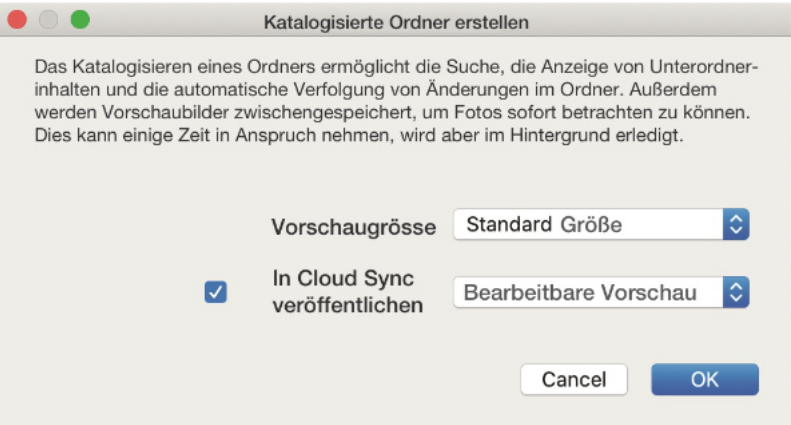 Katalogisierte Ordner erstellen
Das Katalogisieren eines Ordners ermöglicht die Suche, die Anzeige von Unterordner-
inhalten und die automatische Verfolgung von Änderungen im Ordner. Außerdem
werden Vorschaubilder zwischengespeichert, um Fotos sofort betrachten zu können.
Dies kann einige Zeit in Anspruch nehmen, wird aber im Hintergrund erledigt.
Vorschaugrösse Standard Größe
In Cloud Sync
veröffentlichen Bearbeitbare Vorschau
Cancel OK